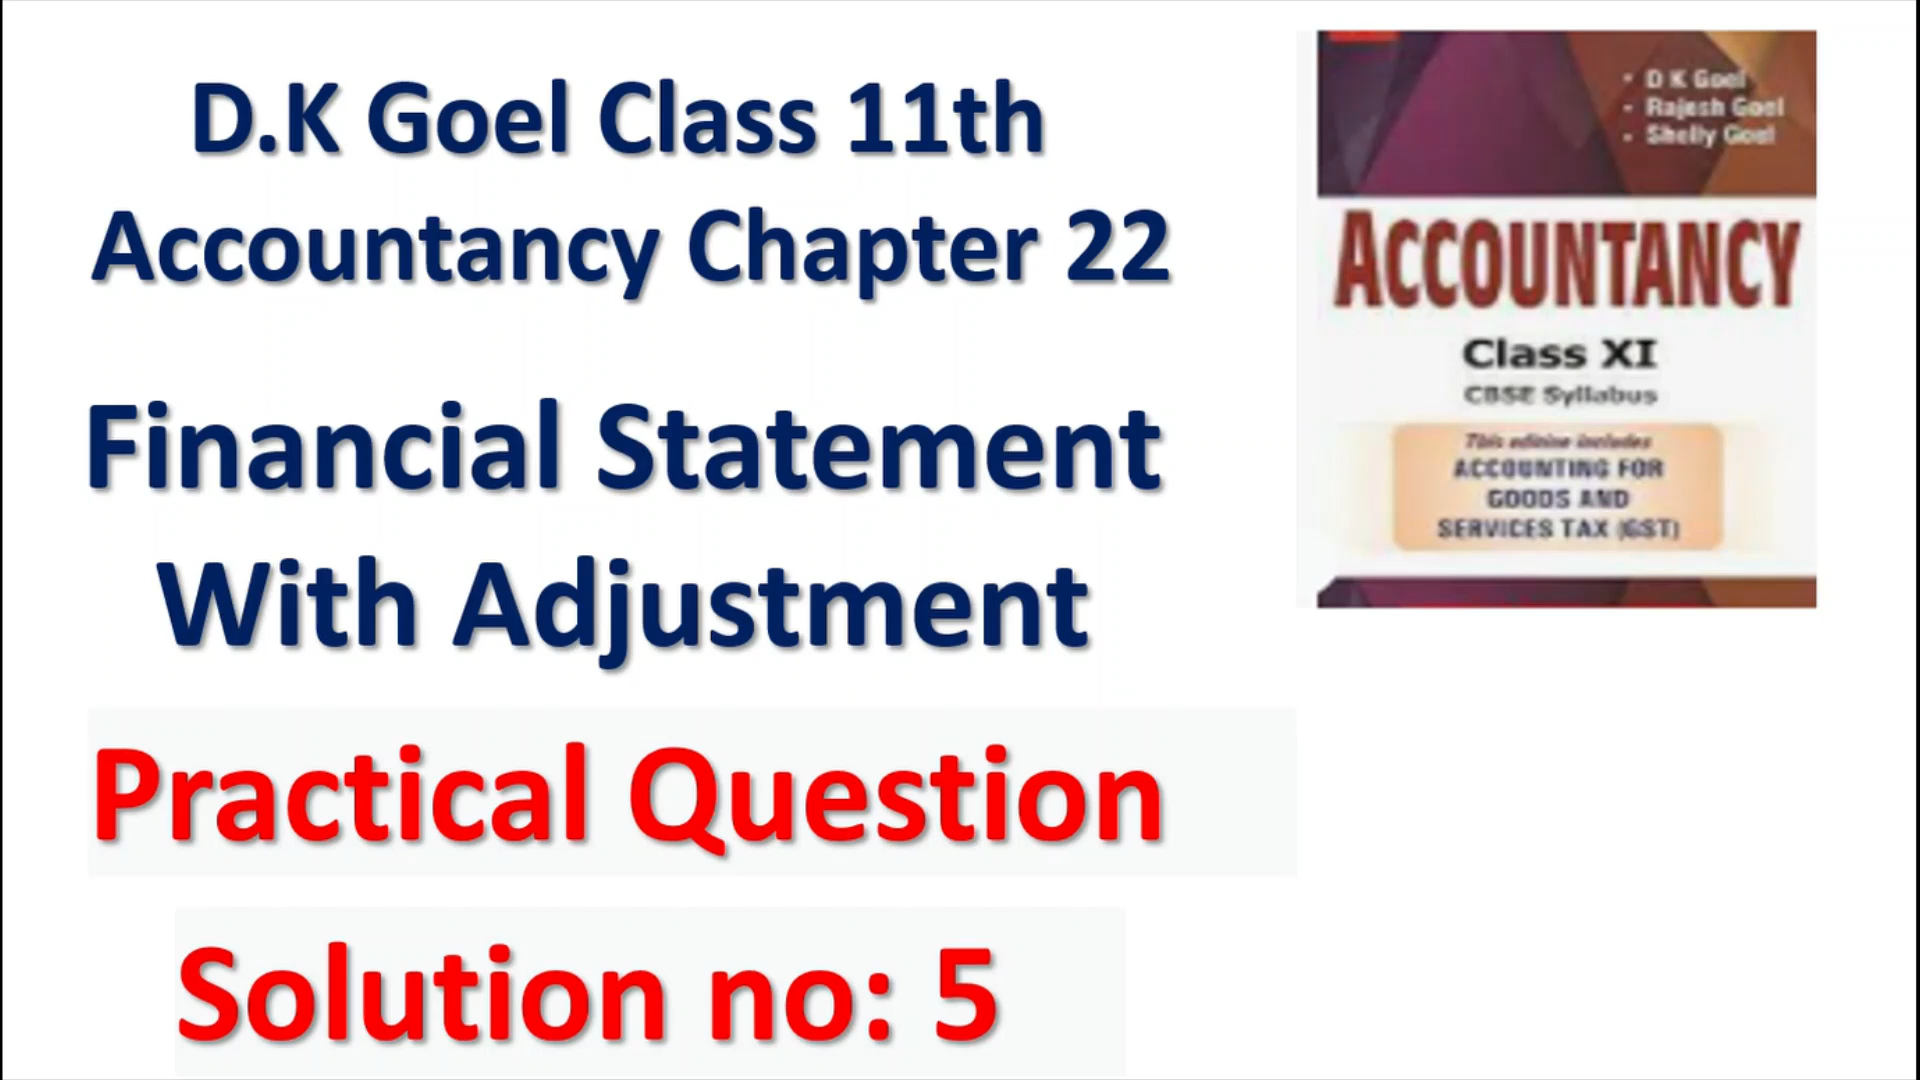 D.K Goel Class 11th
Accountancy Chapter 22
Financial Statement
With Adjustment
Practical Question
Solution no: 5
• D K Goel
• Rajesh Goel
• Shelly Goel
ACCOUNTANCY
Class XI
CBSE Syllabus
This edition includes
ACCOUNTING FOR
GOODS AND
SERVICES TAX (GST)